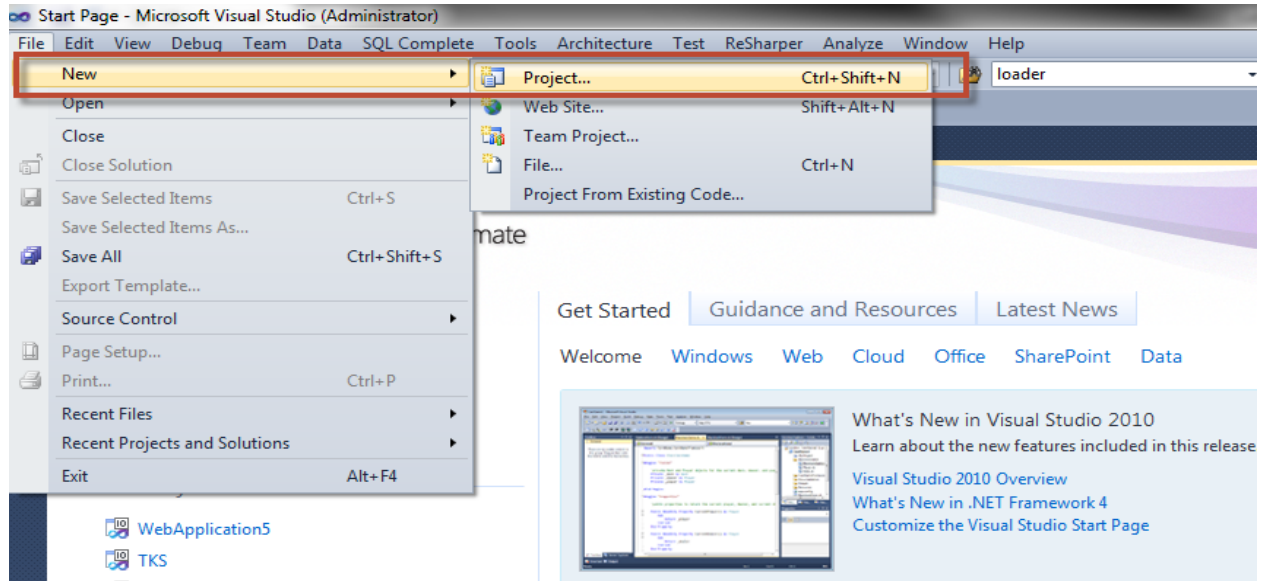 Start Page - Microsoft Visual Studio (Administrator)
File Edit View Debug Team Data SQL Complete Tools Architecture Test ReSharper Analyze Window Help
New
Project... Ctrl+Shift+N
loader
Open
Web Site... Shift+Alt+N
Close
Team Project...
Close Solution
File... Ctrl+N
Save Selected Items Ctrl+S
Project From Existing Code...
Save Selected Items As...
mate
Save All Ctrl+Shift+S
Export Template...
Source Control
Page Setup...
Print... Ctrl+P
Recent Files
Recent Projects and Solutions
Exit Alt+F4
WebApplication5
TKS
Get Started Guidance and Resources Latest News
Welcome Windows Web Cloud Office SharePoint Data
What's New in Visual Studio 2010
Learn about the new features included in this release
Visual Studio 2010 Overview
What's New in .NET Framework 4
Customize the Visual Studio Start Page